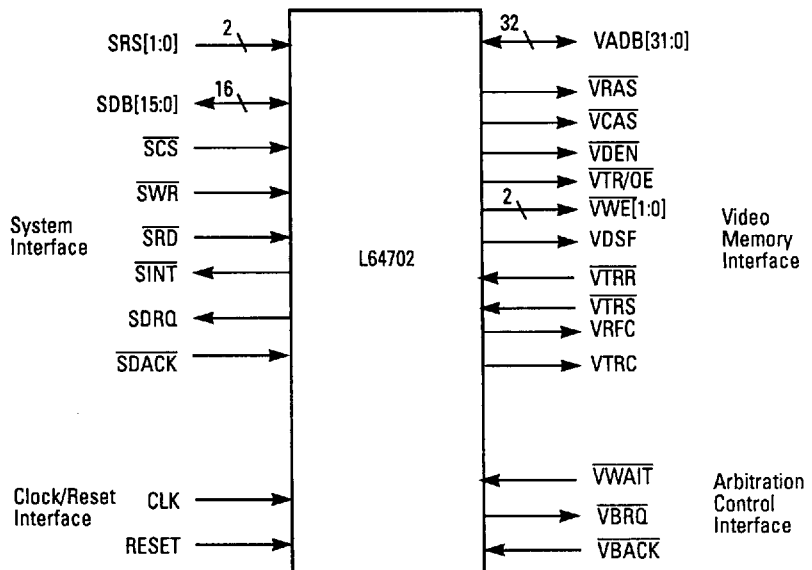 SRS[1:0]
2
SDB[15:0]
16
SCS
SWR
SRD
SINT
SDRQ
SDACK
System
Interface
Clock/Reset
Interface
CLK
RESET
L64702
32
VADB[31:0]
VRAS
VCAS
VDEN
VTR/OE
2
VWE[1:0]
VDSF
VTRR
VTRS
VRFC
VTRC
Video
Memory
Interface
VWAIT
VBRQ
VBACK
Arbitration
Control
Interface